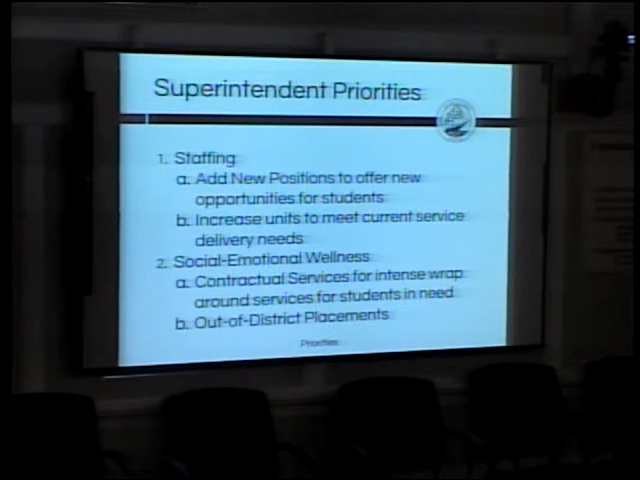 Superintendent Priorities
1. Staffing
a. Add New Positions to offer new
opportunities for students
b. Increase units to meet current service
delivery needs
2. Social-Emotional Wellness
a. Contractual Services for intense wrap
around services for students in need
b. Out-of-District Placements
Priorities